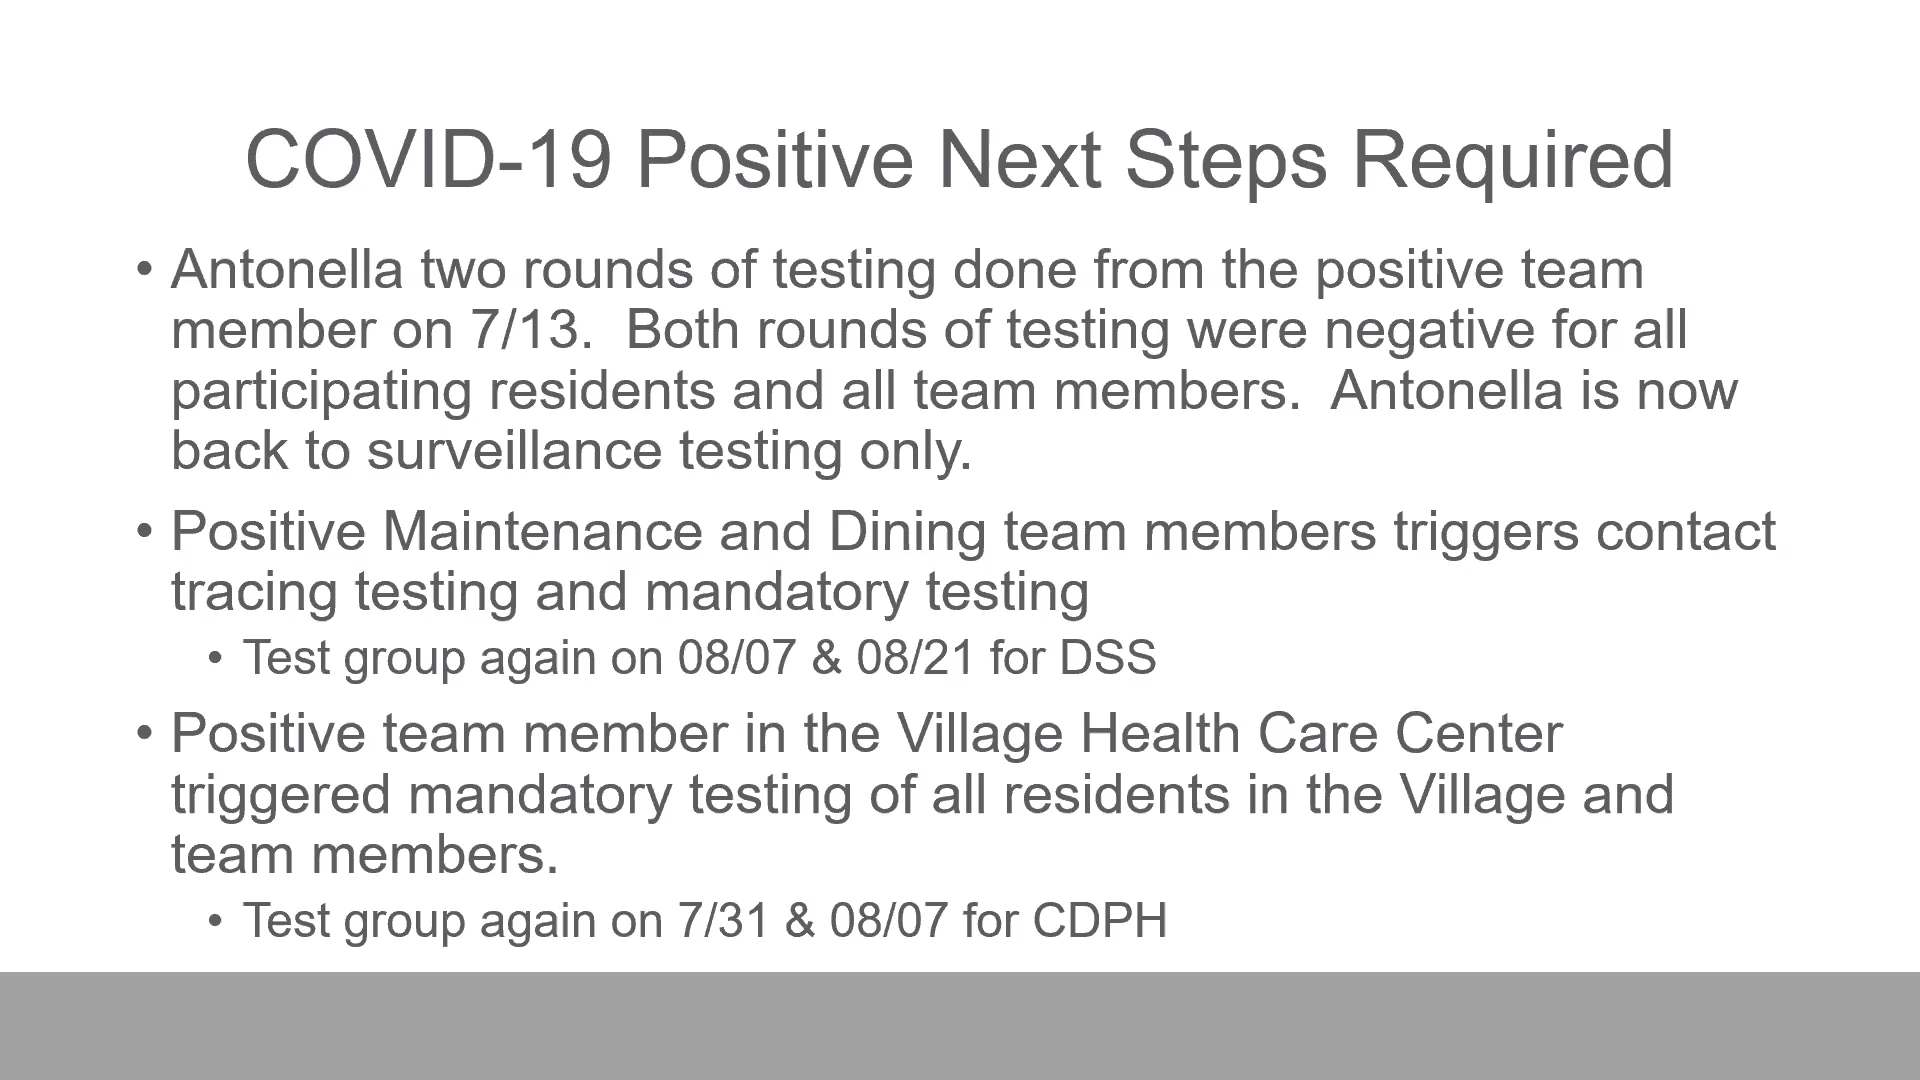 COVID-19 Positive Next Steps Required
• Antonella two rounds of testing done from the positive team
member on 7/13.  Both rounds of testing were negative for all
participating residents and all team members.  Antonella is now
back to surveillance testing only.
• Positive Maintenance and Dining team members triggers contact
tracing testing and mandatory testing
• Test group again on 08/07 & 08/21 for DSS
• Positive team member in the Village Health Care Center
triggered mandatory testing of all residents in the Village and
team members.
• Test group again on 7/31 & 08/07 for CDPH